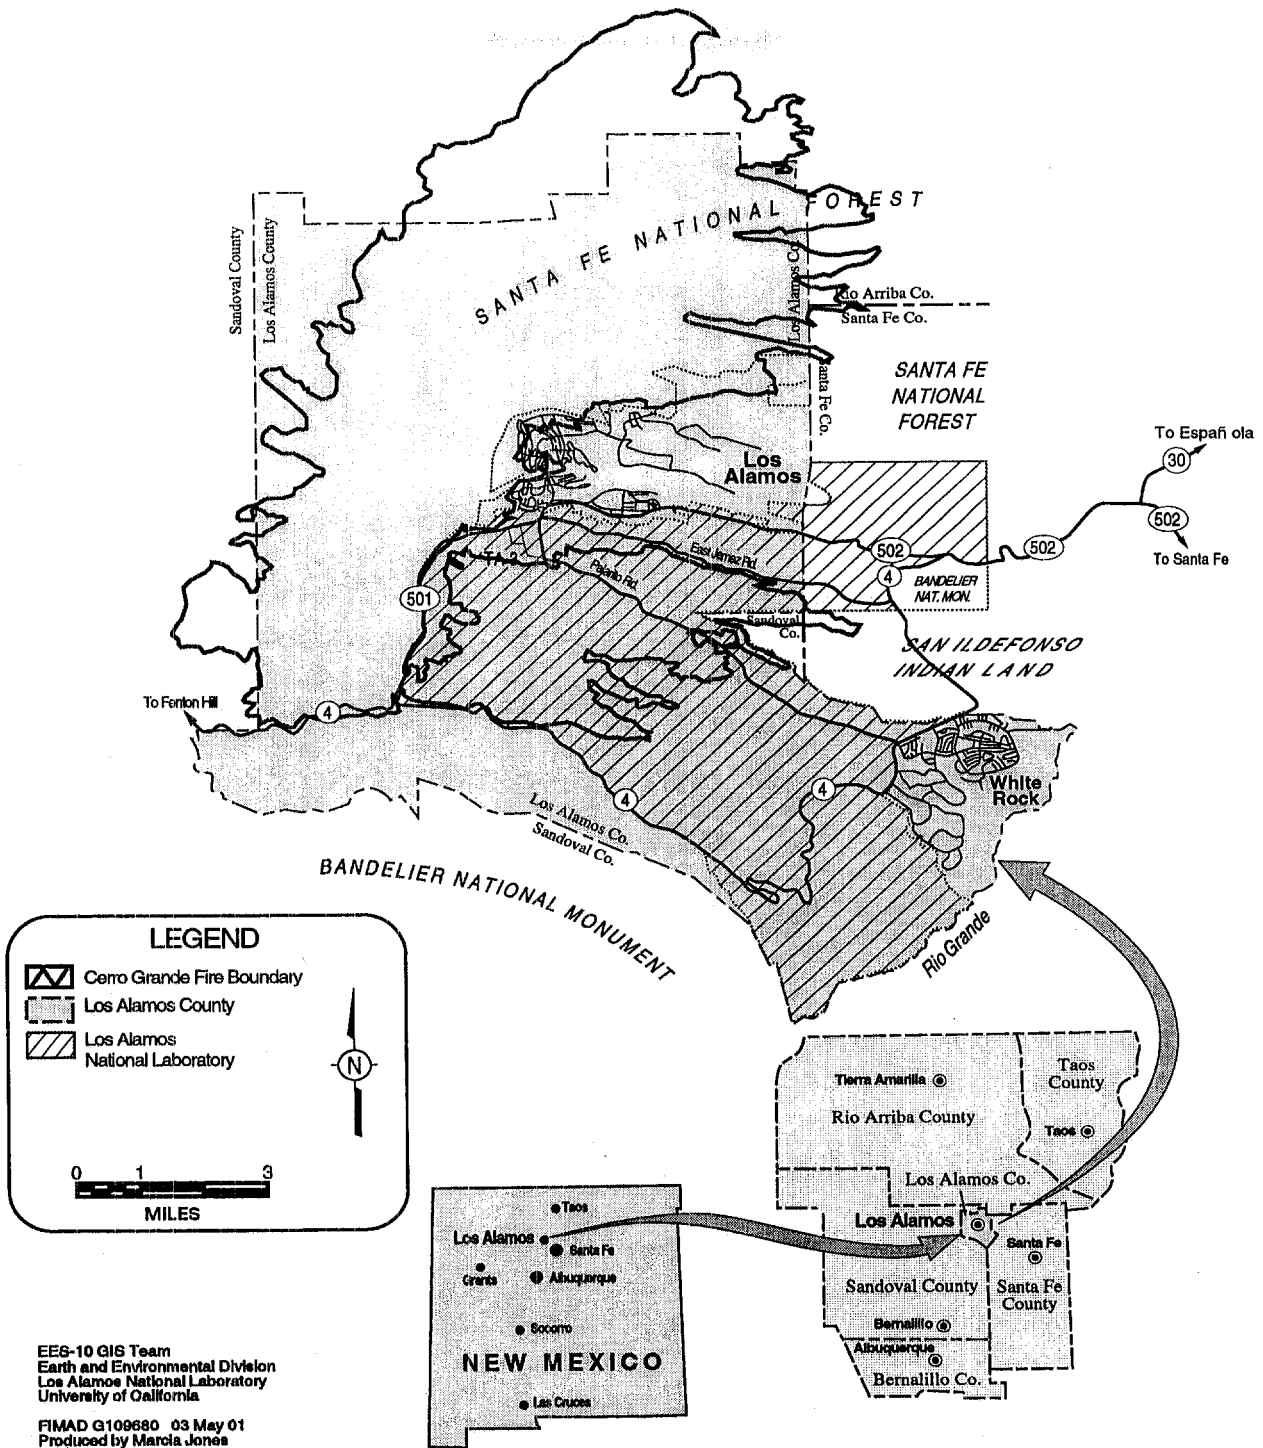 SANTA FE NATIONAL FOREST
Sandoval County
Los Alamos County
Los Alamos Co.
Rio Arriba Co.
Santa Fe Co.
Santa Fe Co.
SANTA FE
NATIONAL
FOREST
To Españ ola
30
Los
Alamos
502
To Santa Fe
502
502
East Jemez Rd.
TA-3
Pajarito Rd.
4
BANDELIER
NAT. MON.
501
Sandoval
Co.
SAN ILDEFONSO
INDIAN LAND
To Fenton Hill
4
White
Rock
4
4
Los Alamos Co.
Sandoval Co.
BANDELIER NATIONAL MONUMENT
Rio Grande
LEGEND
Cerro Grande Fire Boundary
Los Alamos County
Los Alamos
National Laboratory
N
0 1 3
MILES
Tierra Amarilla
Taos
County
Rio Arriba County
Taos
Los Alamos Co.
Los Alamos
Santa Fe
Sandoval County
Santa Fe
County
Bernalillo
Albuquerque
Bernalillo Co.
Taos
Los Alamos
Santa Fe
Grants
Albuquerque
Socorro
NEW MEXICO
Las Cruces
EES-10 GIS Team
Earth and Environmental Division
Los Alamos National Laboratory
University of California
FIMAD G109680 03 May 01
Produced by Marcia Jones